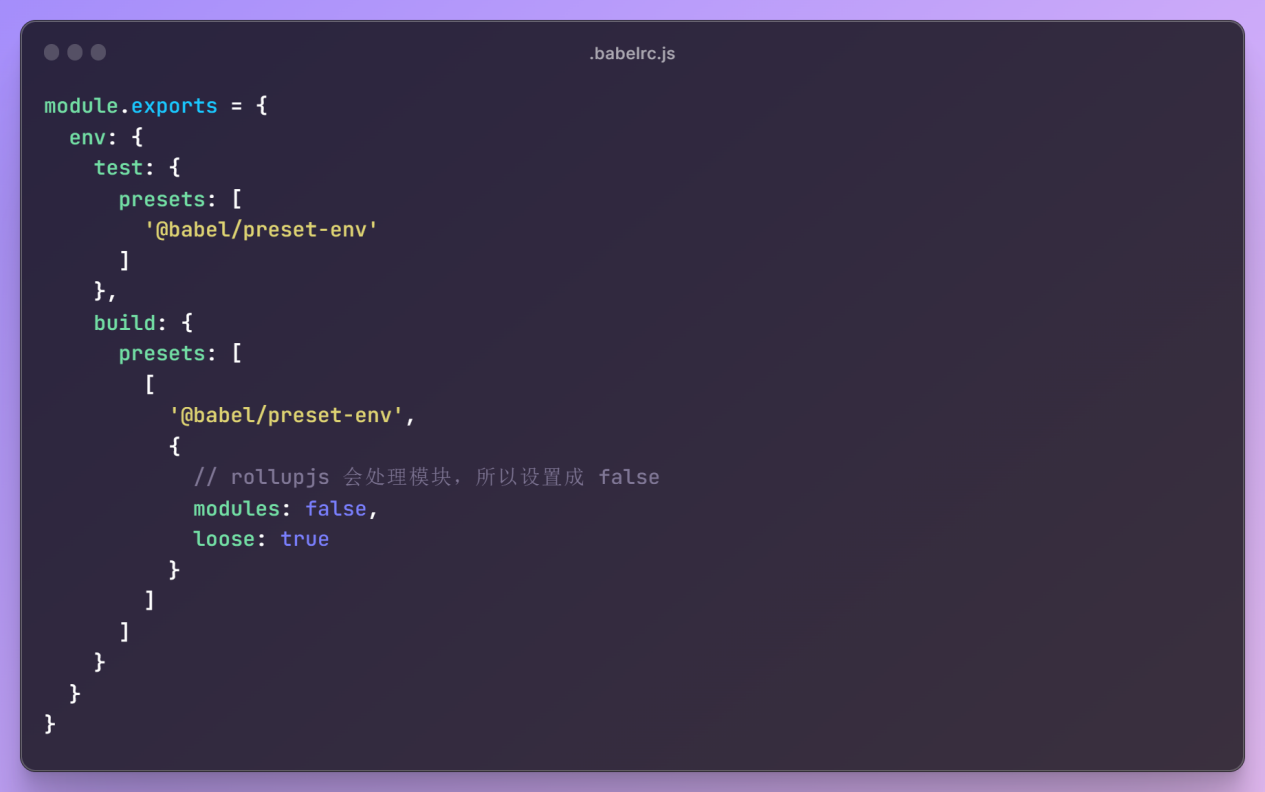 .babelrc.js
module.exports = {
  env: {
    test: {
      presets: [
        '@babel/preset-env'
      ]
    },
    build: {
      presets: [
        [
          '@babel/preset-env',
          {
            // rollupjs 会处理模块，所以设置成 false
            modules: false,
            loose: true
          }
        ]
      ]
    }
  }
}